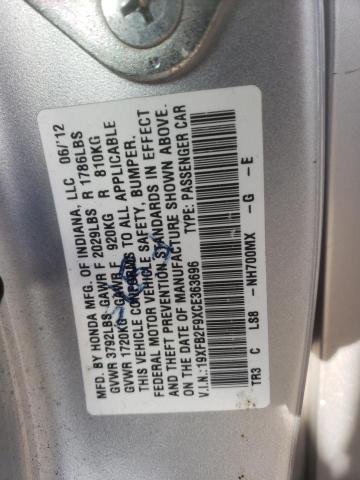 MFD. BY HONDA MFG. OF INDIANA, LLC 06/12
GVWR 3792LBS GAWR F 2029LBS R 1786LBS
GVWR 1720KG GAWR F 920KG R 810KG
THIS VEHICLE CONFORMS TO ALL APPLICABLE
FEDERAL MOTOR VEHICLE SAFETY, BUMPER,
AND THEFT PREVENTION STANDARDS IN EFFECT
ON THE DATE OF MANUFACTURE SHOWN ABOVE.
V.I.N.:19XFB2F9XCE363696 TYPE: PASSENGER CAR
TR3 C LS8 -NH700MX -G -E